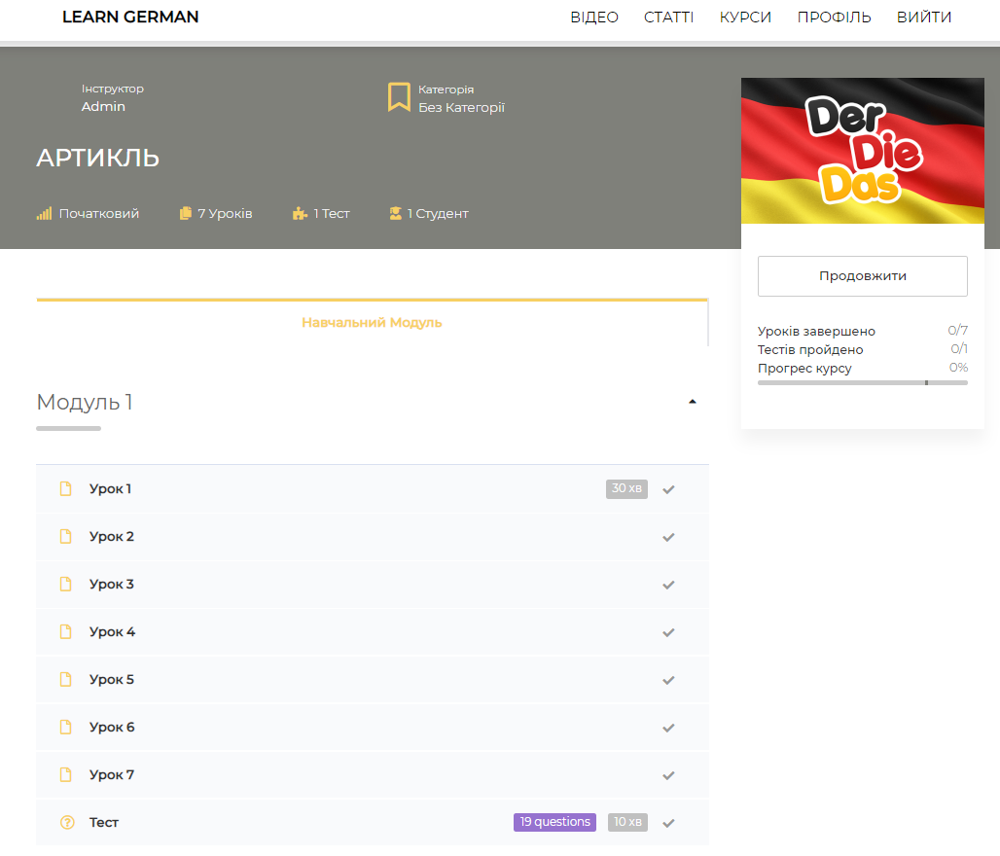 LEARN GERMAN
ВІДЕО СТАТТІ КУРСИ ПРОФІЛЬ ВИЙТИ
Інструктор
Admin
Категорія
Без Категорії
АРТИКЛЬ
Початковий 7 Уроків 1 Тест 1 Студент
Der
Die
Das
Продовжити
Уроків завершено 0/7
Тестів пройдено 0/1
Прогрес курсу 0%
Навчальний Модуль
Модуль 1
Урок 1 30 хв
Урок 2
Урок 3
Урок 4
Урок 5
Урок 6
Урок 7
Тест 19 questions 10 хв